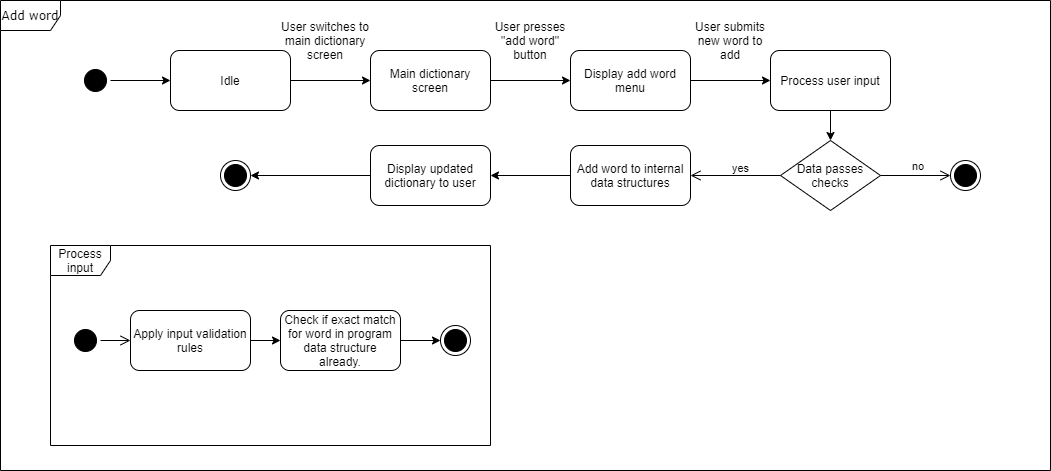 Add word
User switches to
main dictionary
screen
User presses
"add word"
button
User submits
new word to
add
Idle
Main dictionary
screen
Display add word
menu
Process user input
Display updated
dictionary to user
Add word to internal
data structures
yes
Data passes
checks
no
Process
input
Apply input validation
rules
Check if exact match
for word in program
data structure
already.